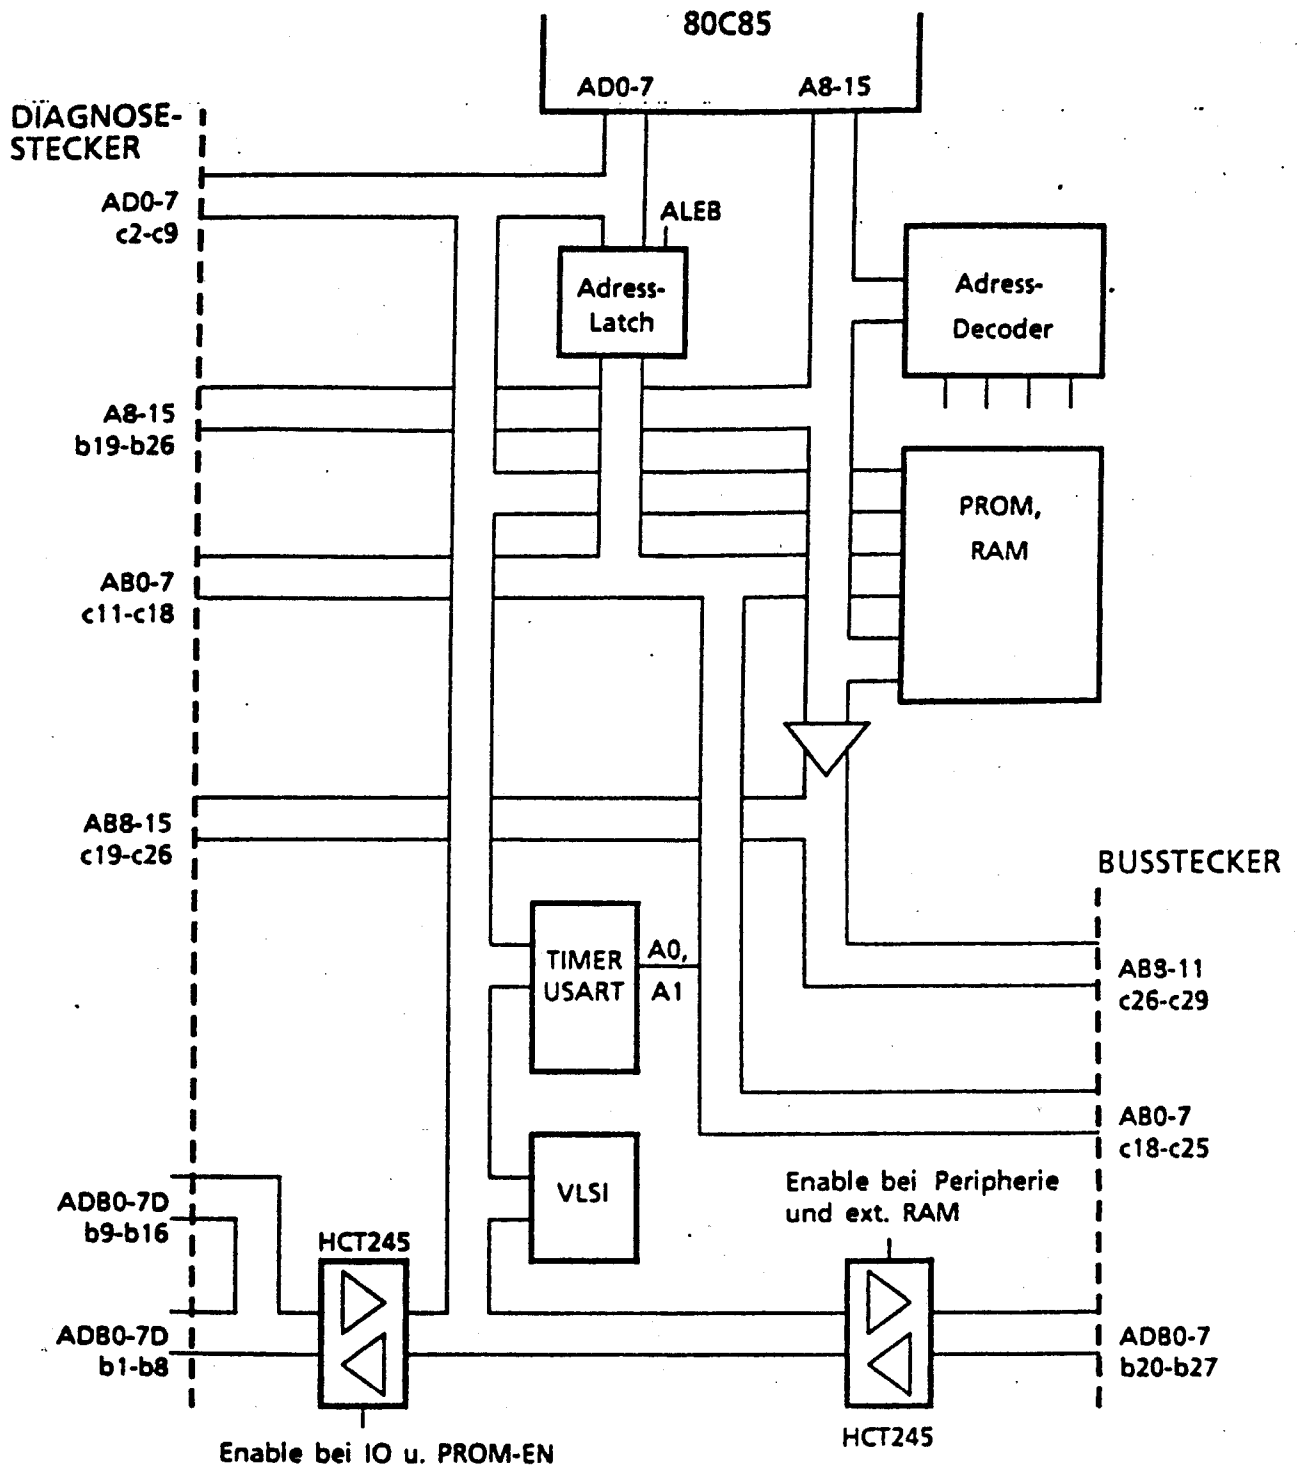 80C85
AD0-7
A8-15
DIAGNOSE-
STECKER
AD0-7
c2-c9
ALEB
Adress-
Latch
Adress-
Decoder
A8-15
b19-b26
PROM,
RAM
AB0-7
c11-c18
AB8-15
c19-c26
BUSSTECKER
TIMER
USART
A0,
A1
AB8-11
c26-c29
AB0-7
c18-c25
VLSI
Enable bei Peripherie
und ext. RAM
ADB0-7D
b9-b16
HCT245
ADB0-7D
b1-b8
ADB0-7
b20-b27
HCT245
Enable bei IO u. PROM-EN